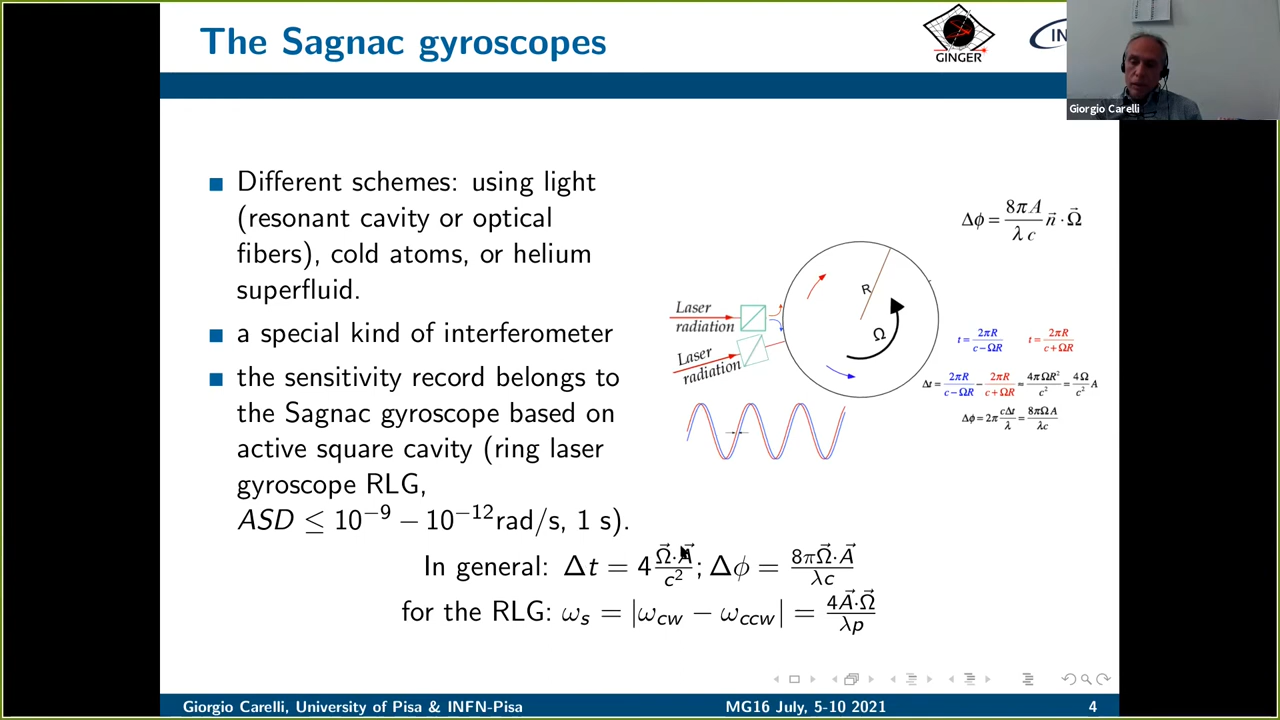 The Sagnac gyroscopes
GINGER
IN
Giorgio Carelli
Different schemes: using light
(resonant cavity or optical
fibers), cold atoms, or helium
superfluid.
a special kind of interferometer
the sensitivity record belongs to
the Sagnac gyroscope based on
active square cavity (ring laser
gyroscope RLG,
ASD ≤ 10⁻⁹ − 10⁻¹²rad/s, 1 s).
Δϕ = 8πA/λc n⃗ · Ω⃗
Laser
radiation
Laser
radiation
R
Ω
t = 2πR/(c−ΩR) t = 2πR/(c+ΩR)
Δt = 2πR/(c−ΩR) − 2πR/(c+ΩR) = 4πΩR²/c² = 4Ω/c² A
Δϕ = 2π cΔt/λ = 8πΩA/λc
In general: Δt = 4 Ω⃗·A⃗/c²; Δϕ = 8πΩ⃗·A⃗/λc
for the RLG: ωs = |ωcw − ωccw| = 4A⃗·Ω⃗/λp
Giorgio Carelli, University of Pisa & INFN-Pisa MG16 July, 5-10 2021 4